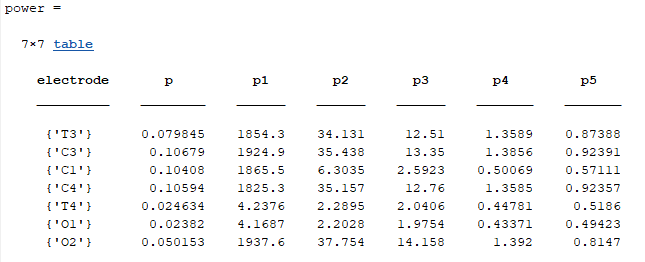 power =
7×7 table
electrode p p1 p2 p3 p4 p5
{'T3'} 0.079845 1854.3 34.131 12.51 1.3589 0.87388
{'C3'} 0.10679 1924.9 35.438 13.35 1.3856 0.92391
{'C1'} 0.10408 1865.5 6.3035 2.5923 0.50069 0.57111
{'C4'} 0.10594 1825.3 35.157 12.76 1.3585 0.92357
{'T4'} 0.024634 4.2376 2.2895 2.0406 0.44781 0.5186
{'O1'} 0.02382 4.1687 2.2028 1.9754 0.43371 0.49423
{'O2'} 0.050153 1937.6 37.754 14.158 1.392 0.8147